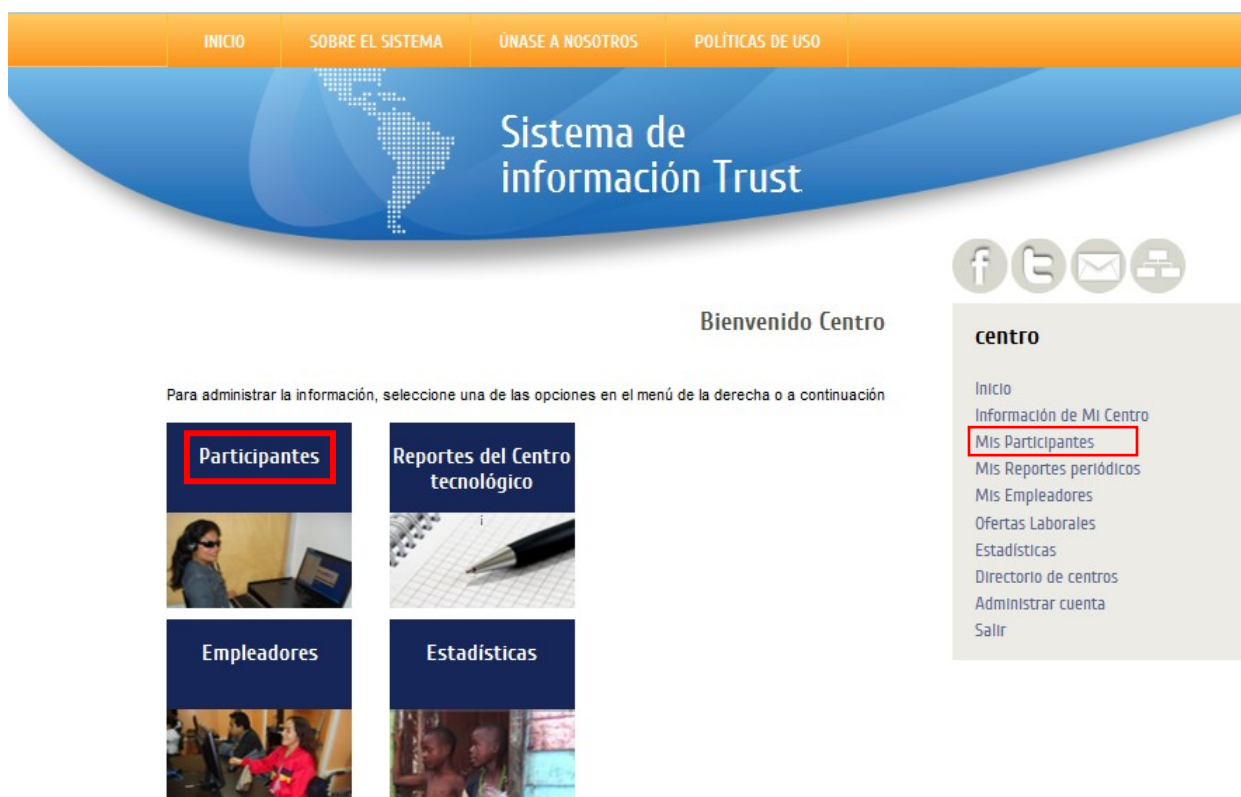 INICIO
SOBRE EL SISTEMA
ÚNASE A NOSOTROS
POLÍTICAS DE USO
Sistema de
información Trust
Bienvenido Centro
Para administrar la información, seleccione una de las opciones en el menú de la derecha o a continuación
Participantes
Reportes del Centro
tecnológico
Empleadores
Estadísticas
centro
Inicio
Información de Mi Centro
Mis Participantes
Mis Reportes periódicos
Mis Empleadores
Ofertas Laborales
Estadísticas
Directorio de centros
Administrar cuenta
Salir